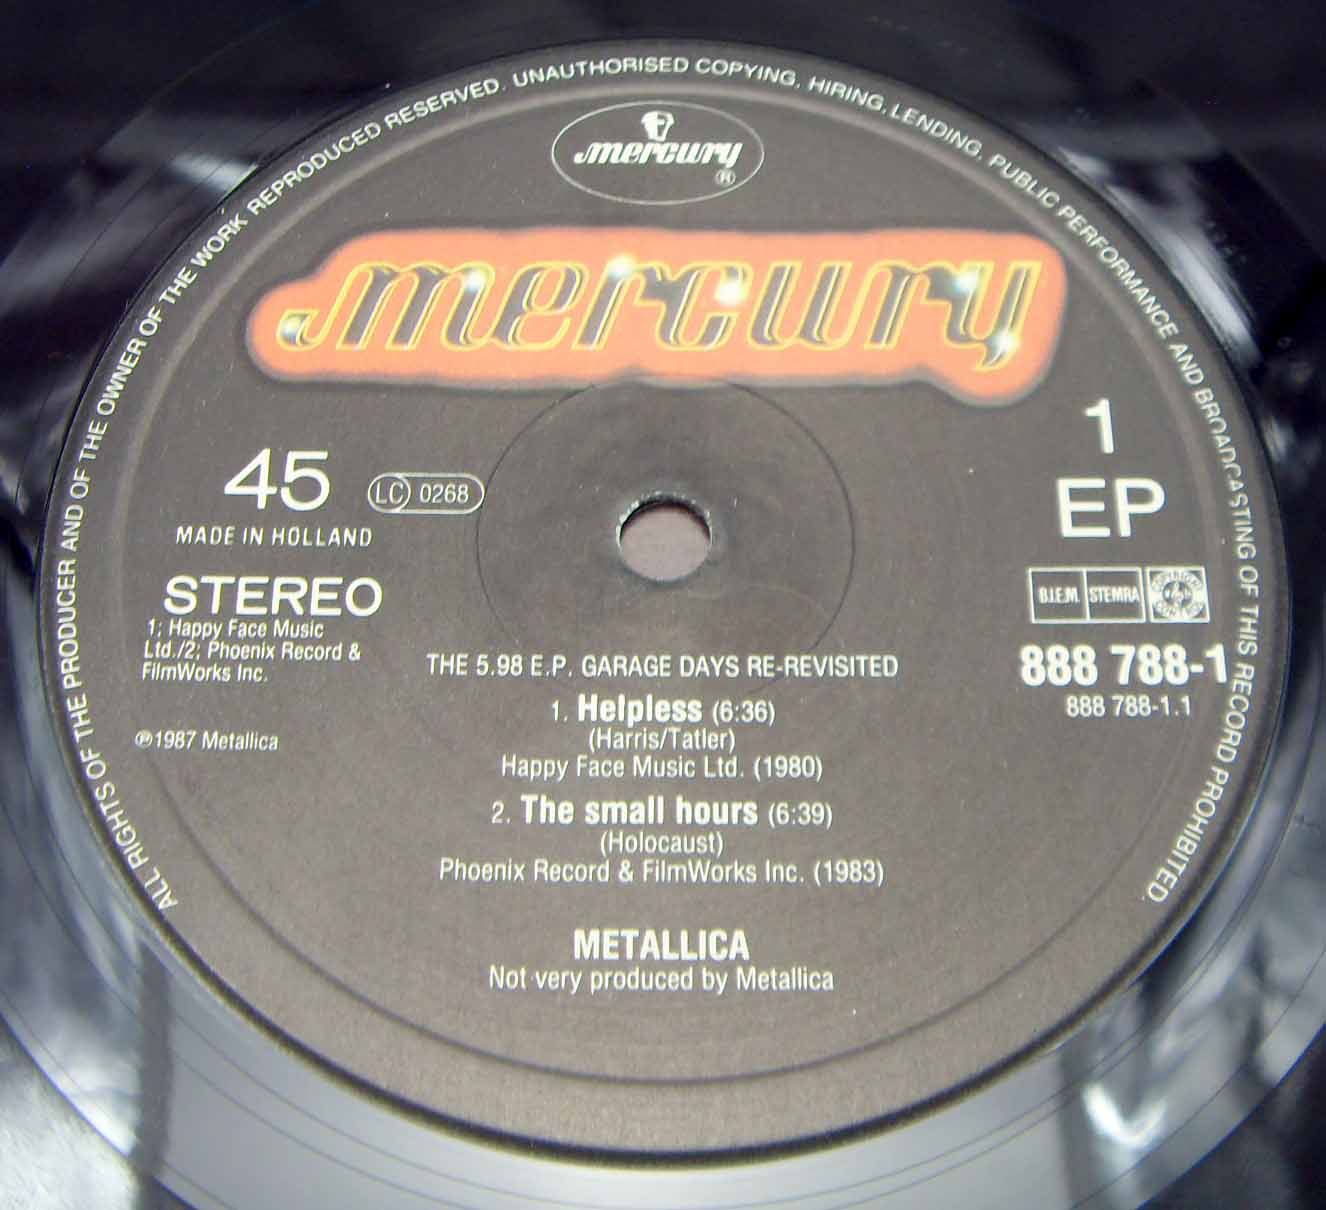 ALL RIGHTS OF THE PRODUCER AND OF THE OWNER OF THE WORK REPRODUCED RESERVED. UNAUTHORISED COPYING, HIRING, LENDING, PUBLIC PERFORMANCE AND BROADCASTING OF THIS RECORD PROHIBITED.
mercury
®
mercury
1
EP
45
LC 0268
MADE IN HOLLAND
STEREO
1; Happy Face Music
Ltd./2; Phoenix Record &
FilmWorks Inc.
℗1987 Metallica
B.I.E.M. STEMRA
888 788-1
888 788-1.1
THE 5.98 E.P. GARAGE DAYS RE-REVISITED
1. Helpless (6:36)
(Harris/Tatler)
Happy Face Music Ltd. (1980)
2. The small hours (6:39)
(Holocaust)
Phoenix Record & FilmWorks Inc. (1983)
METALLICA
Not very produced by Metallica